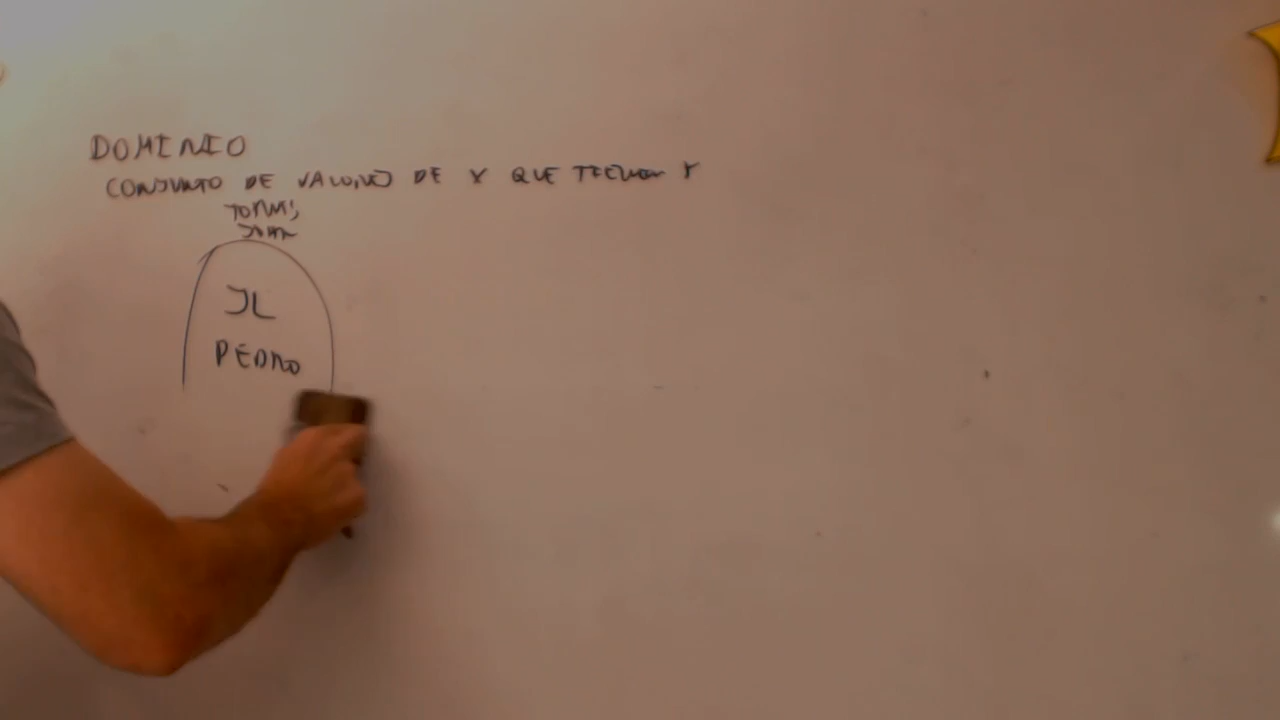 DOMINIO
CONJUNTO DE VALORES DE X QUE TIENEN Y
JL
PEDRO